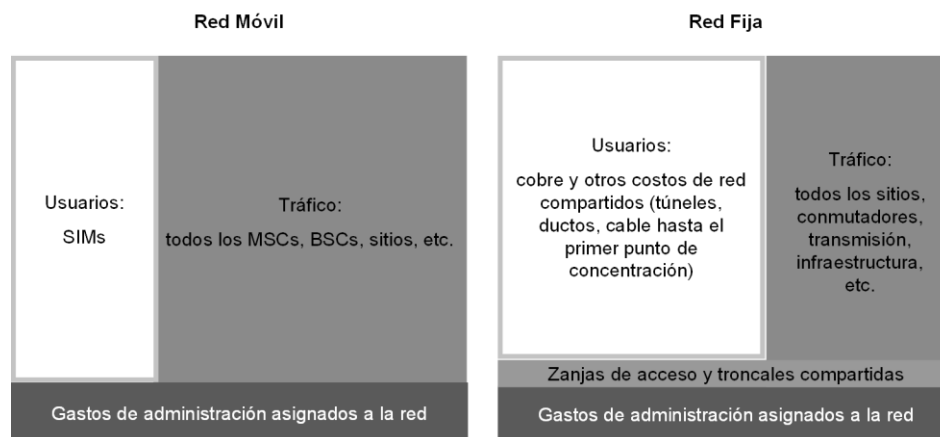 Red Móvil
Red Fija
Usuarios:
SIMs
Tráfico:
todos los MSCs, BSCs, sitios, etc.
Gastos de administración asignados a la red
Usuarios:
cobre y otros costos de red
compartidos (túneles,
ductos, cable hasta el
primer punto de
concentración)
Tráfico:
todos los sitios,
conmutadores,
transmisión,
infraestructura,
etc.
Zanjas de acceso y troncales compartidas
Gastos de administración asignados a la red